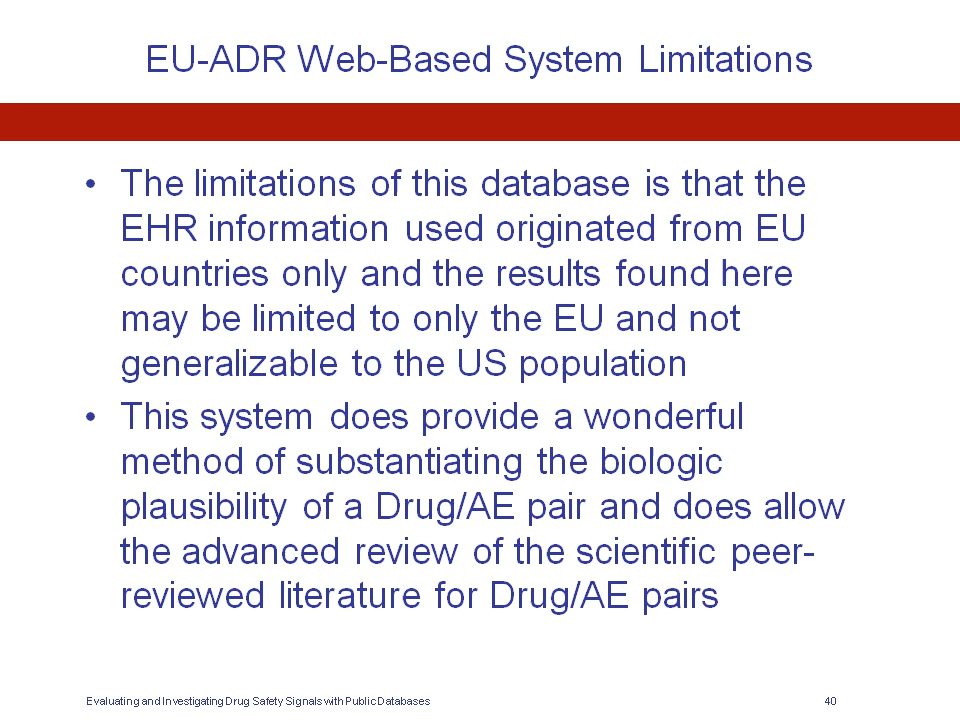 EU-ADR Web-Based System Limitations
• The limitations of this database is that the
EHR information used originated from EU
countries only and the results found here
may be limited to only the EU and not
generalizable to the US population
• This system does provide a wonderful
method of substantiating the biologic
plausibility of a Drug/AE pair and does allow
the advanced review of the scientific peer-
reviewed literature for Drug/AE pairs
Evaluating and Investigating Drug Safety Signals with Public Databases
40